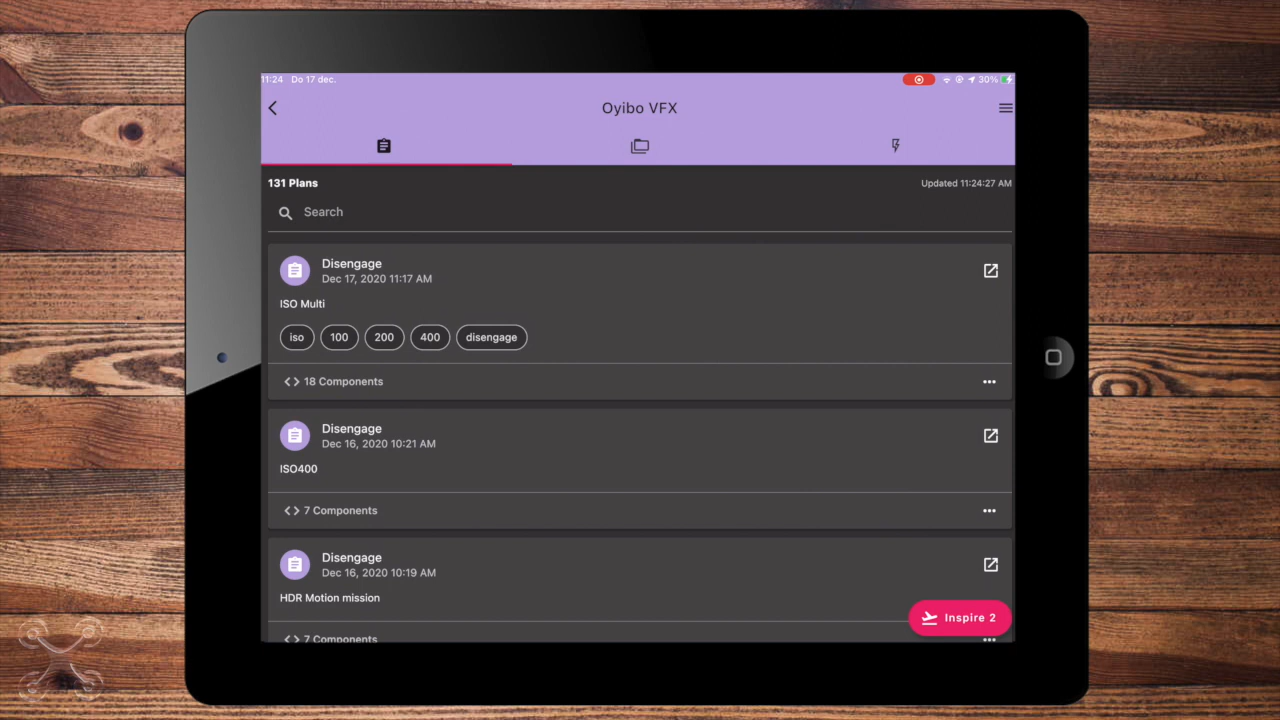 11:24 Do 17 dec. 30%
Oyibo VFX
131 Plans Updated 11:24:27 AM
Search
Disengage
Dec 17, 2020 11:17 AM
ISO Multi
iso 100 200 400 disengage
18 Components
Disengage
Dec 16, 2020 10:21 AM
ISO400
7 Components
Disengage
Dec 16, 2020 10:19 AM
HDR Motion mission
Inspire 2
7 Components